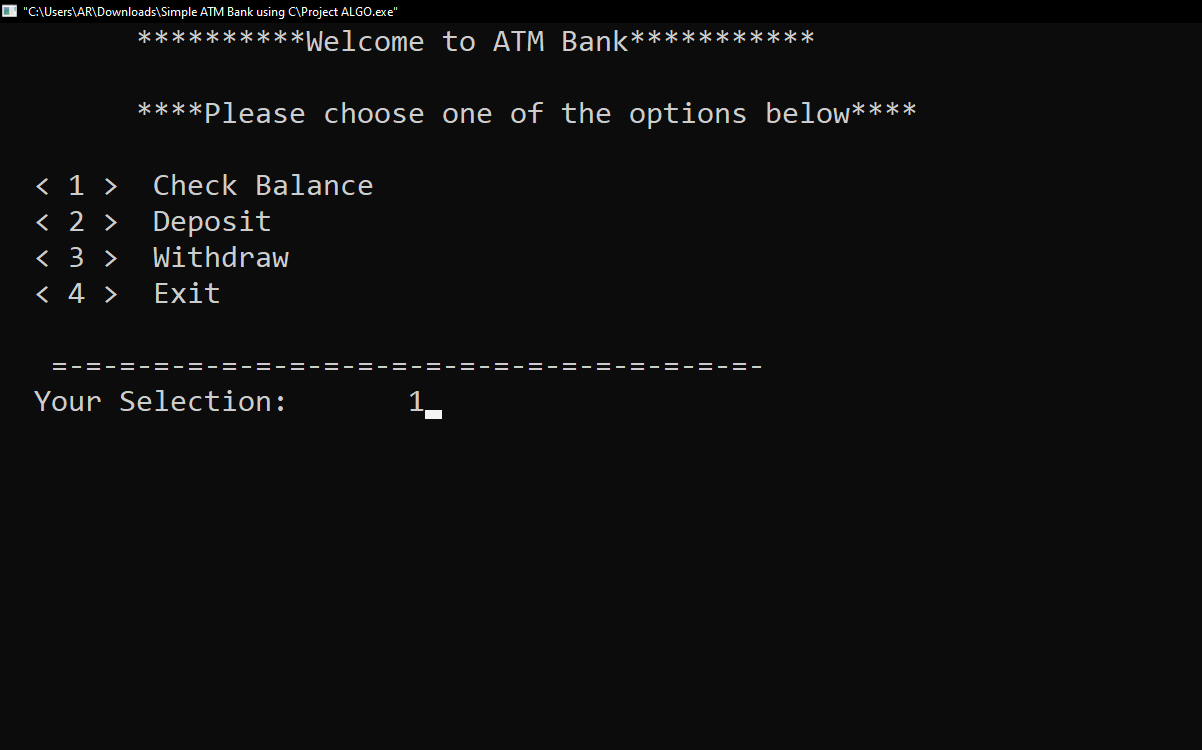 "C:\Users\AR\Downloads\Simple ATM Bank using C\Project ALGO.exe"
**********Welcome to ATM Bank***********
****Please choose one of the options below****
< 1 >  Check Balance
< 2 >  Deposit
< 3 >  Withdraw
< 4 >  Exit
=-=-=-=-=-=-=-=-=-=-=-=-=-=-=-=-=-=-=-=-=-
Your Selection:       1